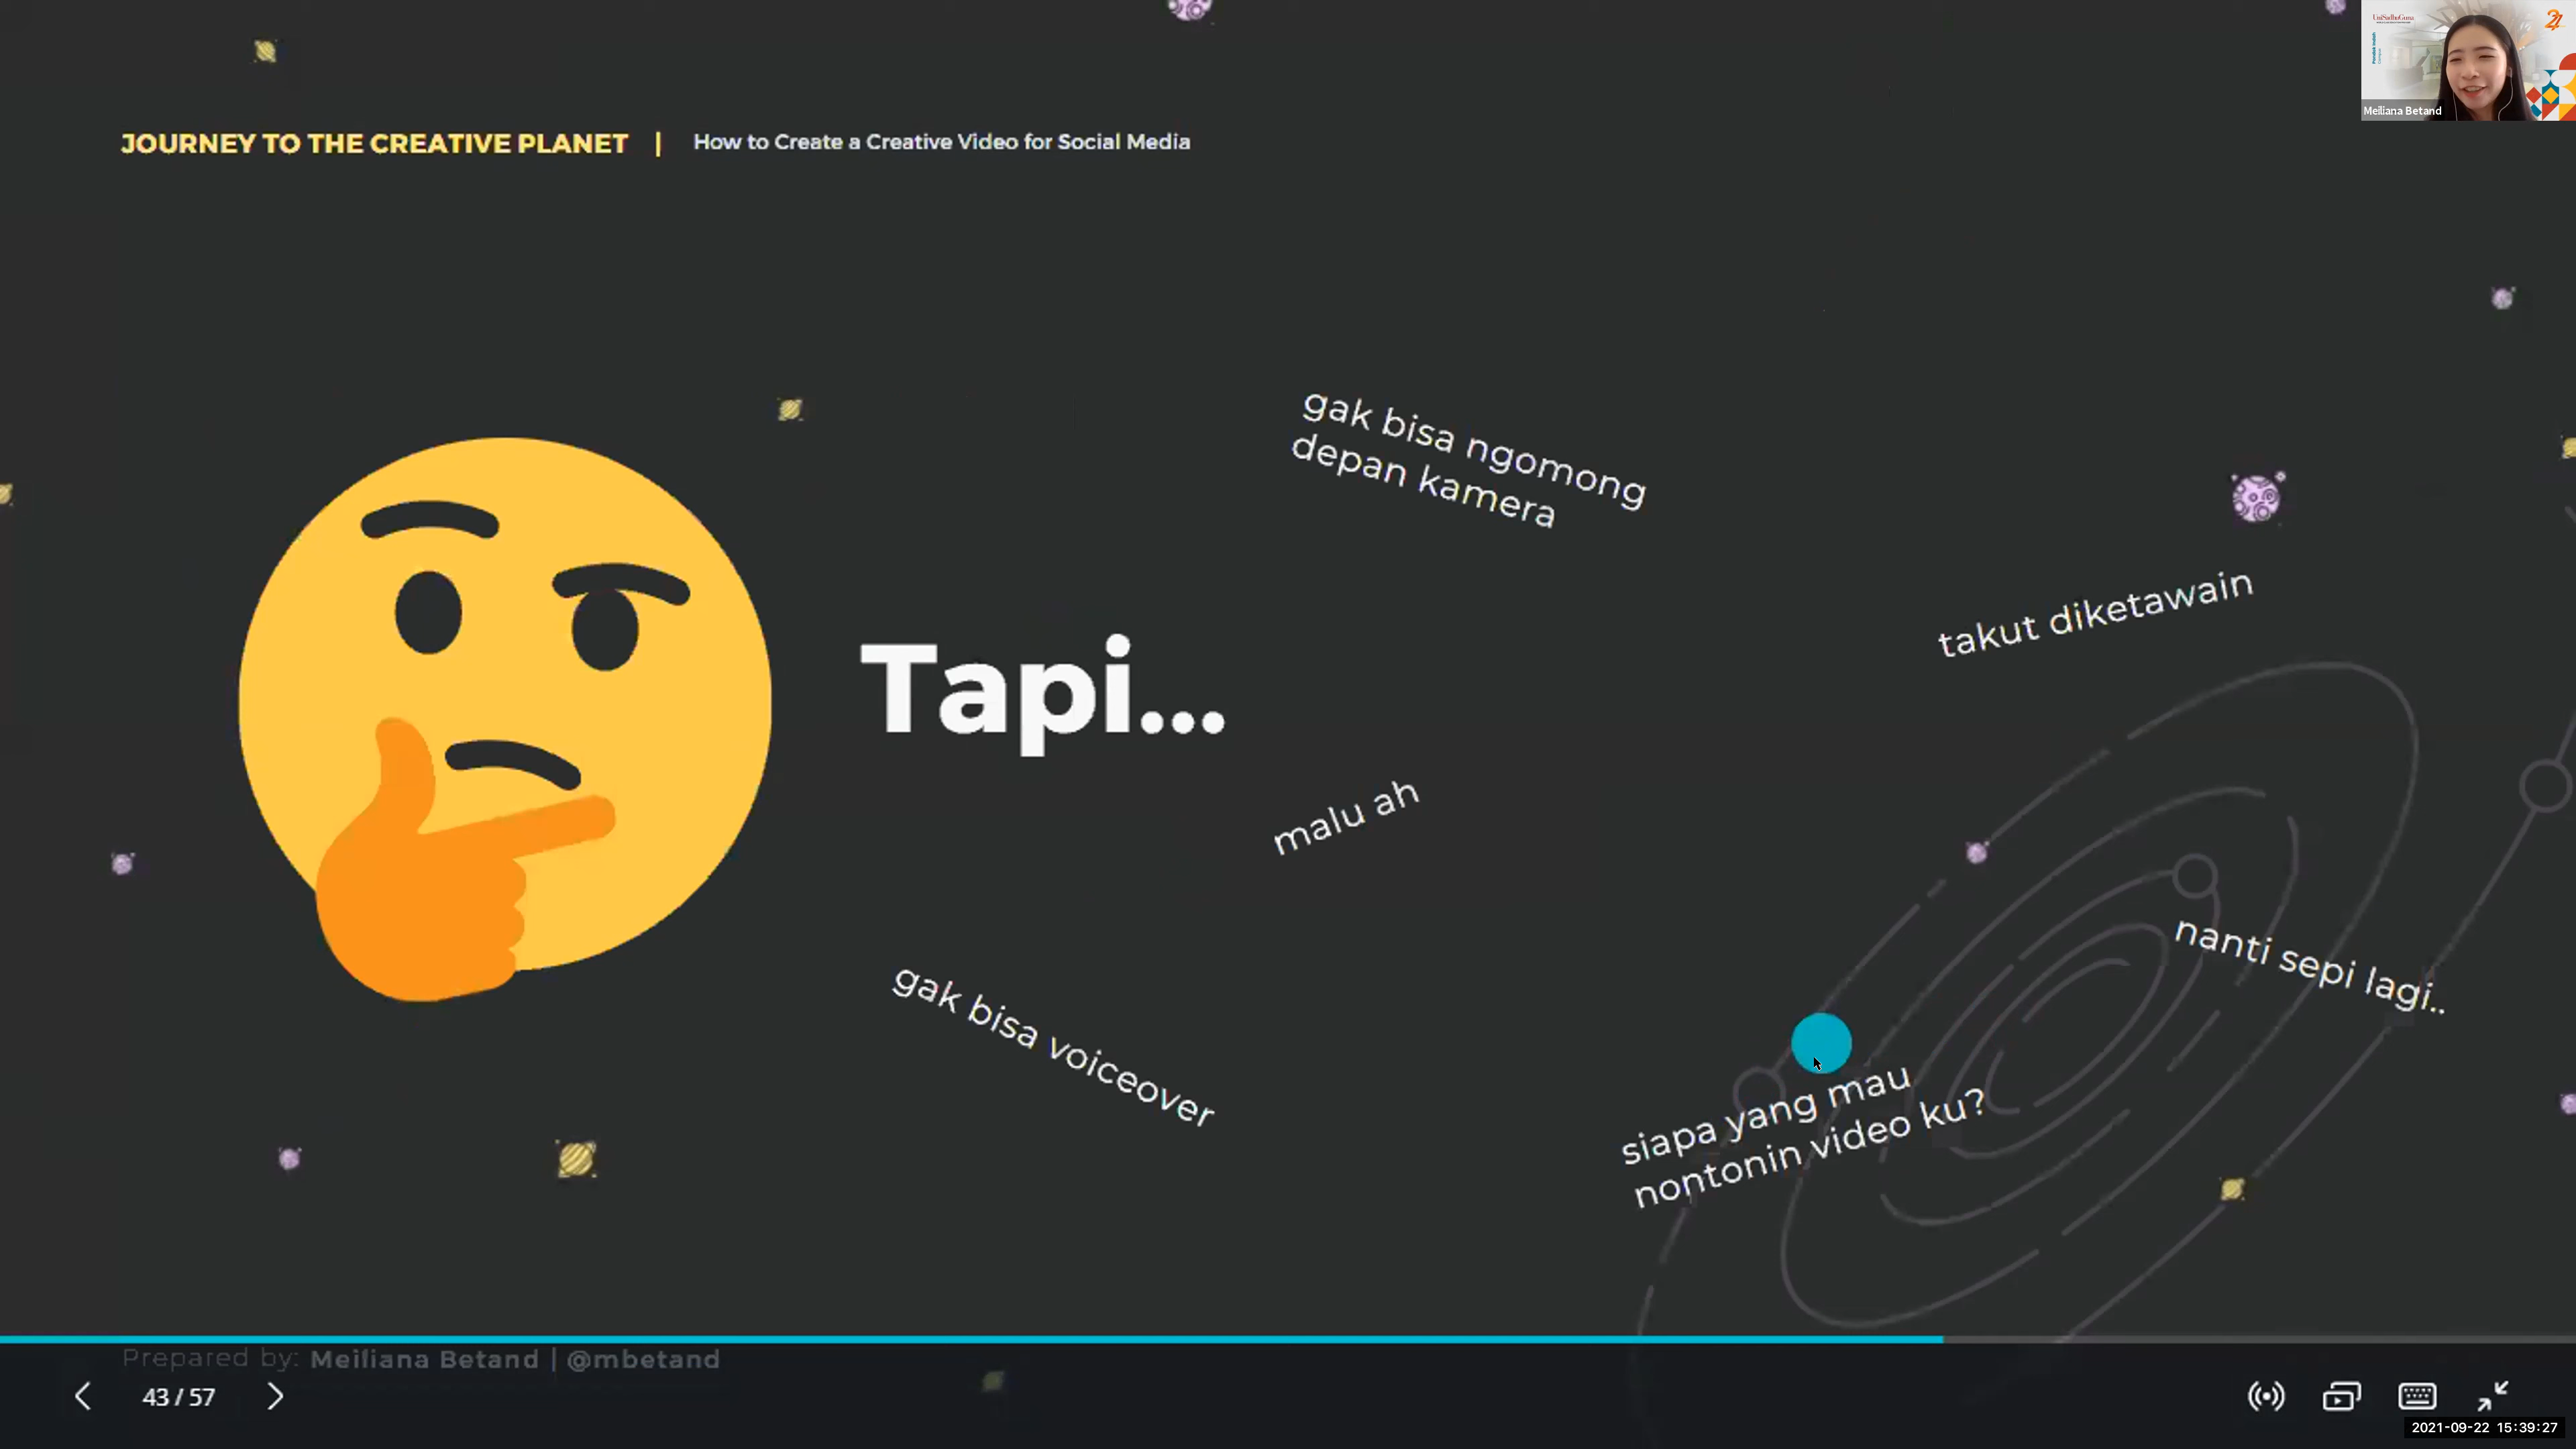 UniSadhuGuna
21
Meiliana Betand
JOURNEY TO THE CREATIVE PLANET | How to Create a Creative Video for Social Media
gak bisa ngomong
depan kamera
takut diketawain
Tapi...
malu ah
nanti sepi lagi..
gak bisa voiceover
siapa yang mau
nontonin video ku?
Prepared by: Meiliana Betand | @mbetand
43 / 57
2021-09-22 15:39:27